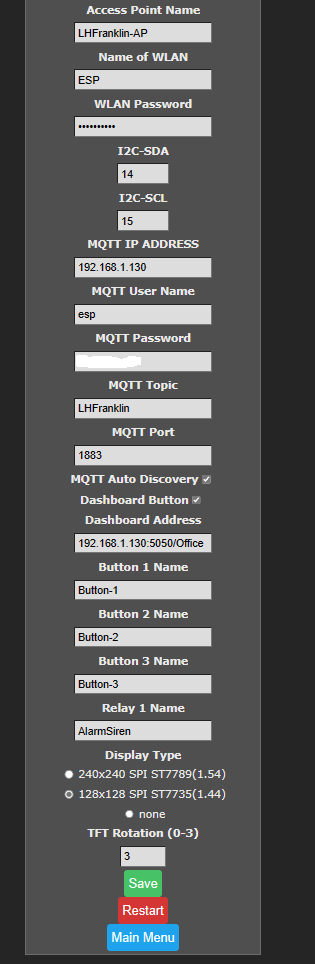 Access Point Name
LHFranklin-AP
Name of WLAN
ESP
WLAN Password
••••••••••
I2C-SDA
14
I2C-SCL
15
MQTT IP ADDRESS
192.168.1.130
MQTT User Name
esp
MQTT Password
MQTT Topic
LHFranklin
MQTT Port
1883
MQTT Auto Discovery
Dashboard Button
Dashboard Address
192.168.1.130:5050/Office
Button 1 Name
Button-1
Button 2 Name
Button-2
Button 3 Name
Button-3
Relay 1 Name
AlarmSiren
Display Type
240x240 SPI ST7789(1.54)
128x128 SPI ST7735(1.44)
none
TFT Rotation (0-3)
3
Save
Restart
Main Menu